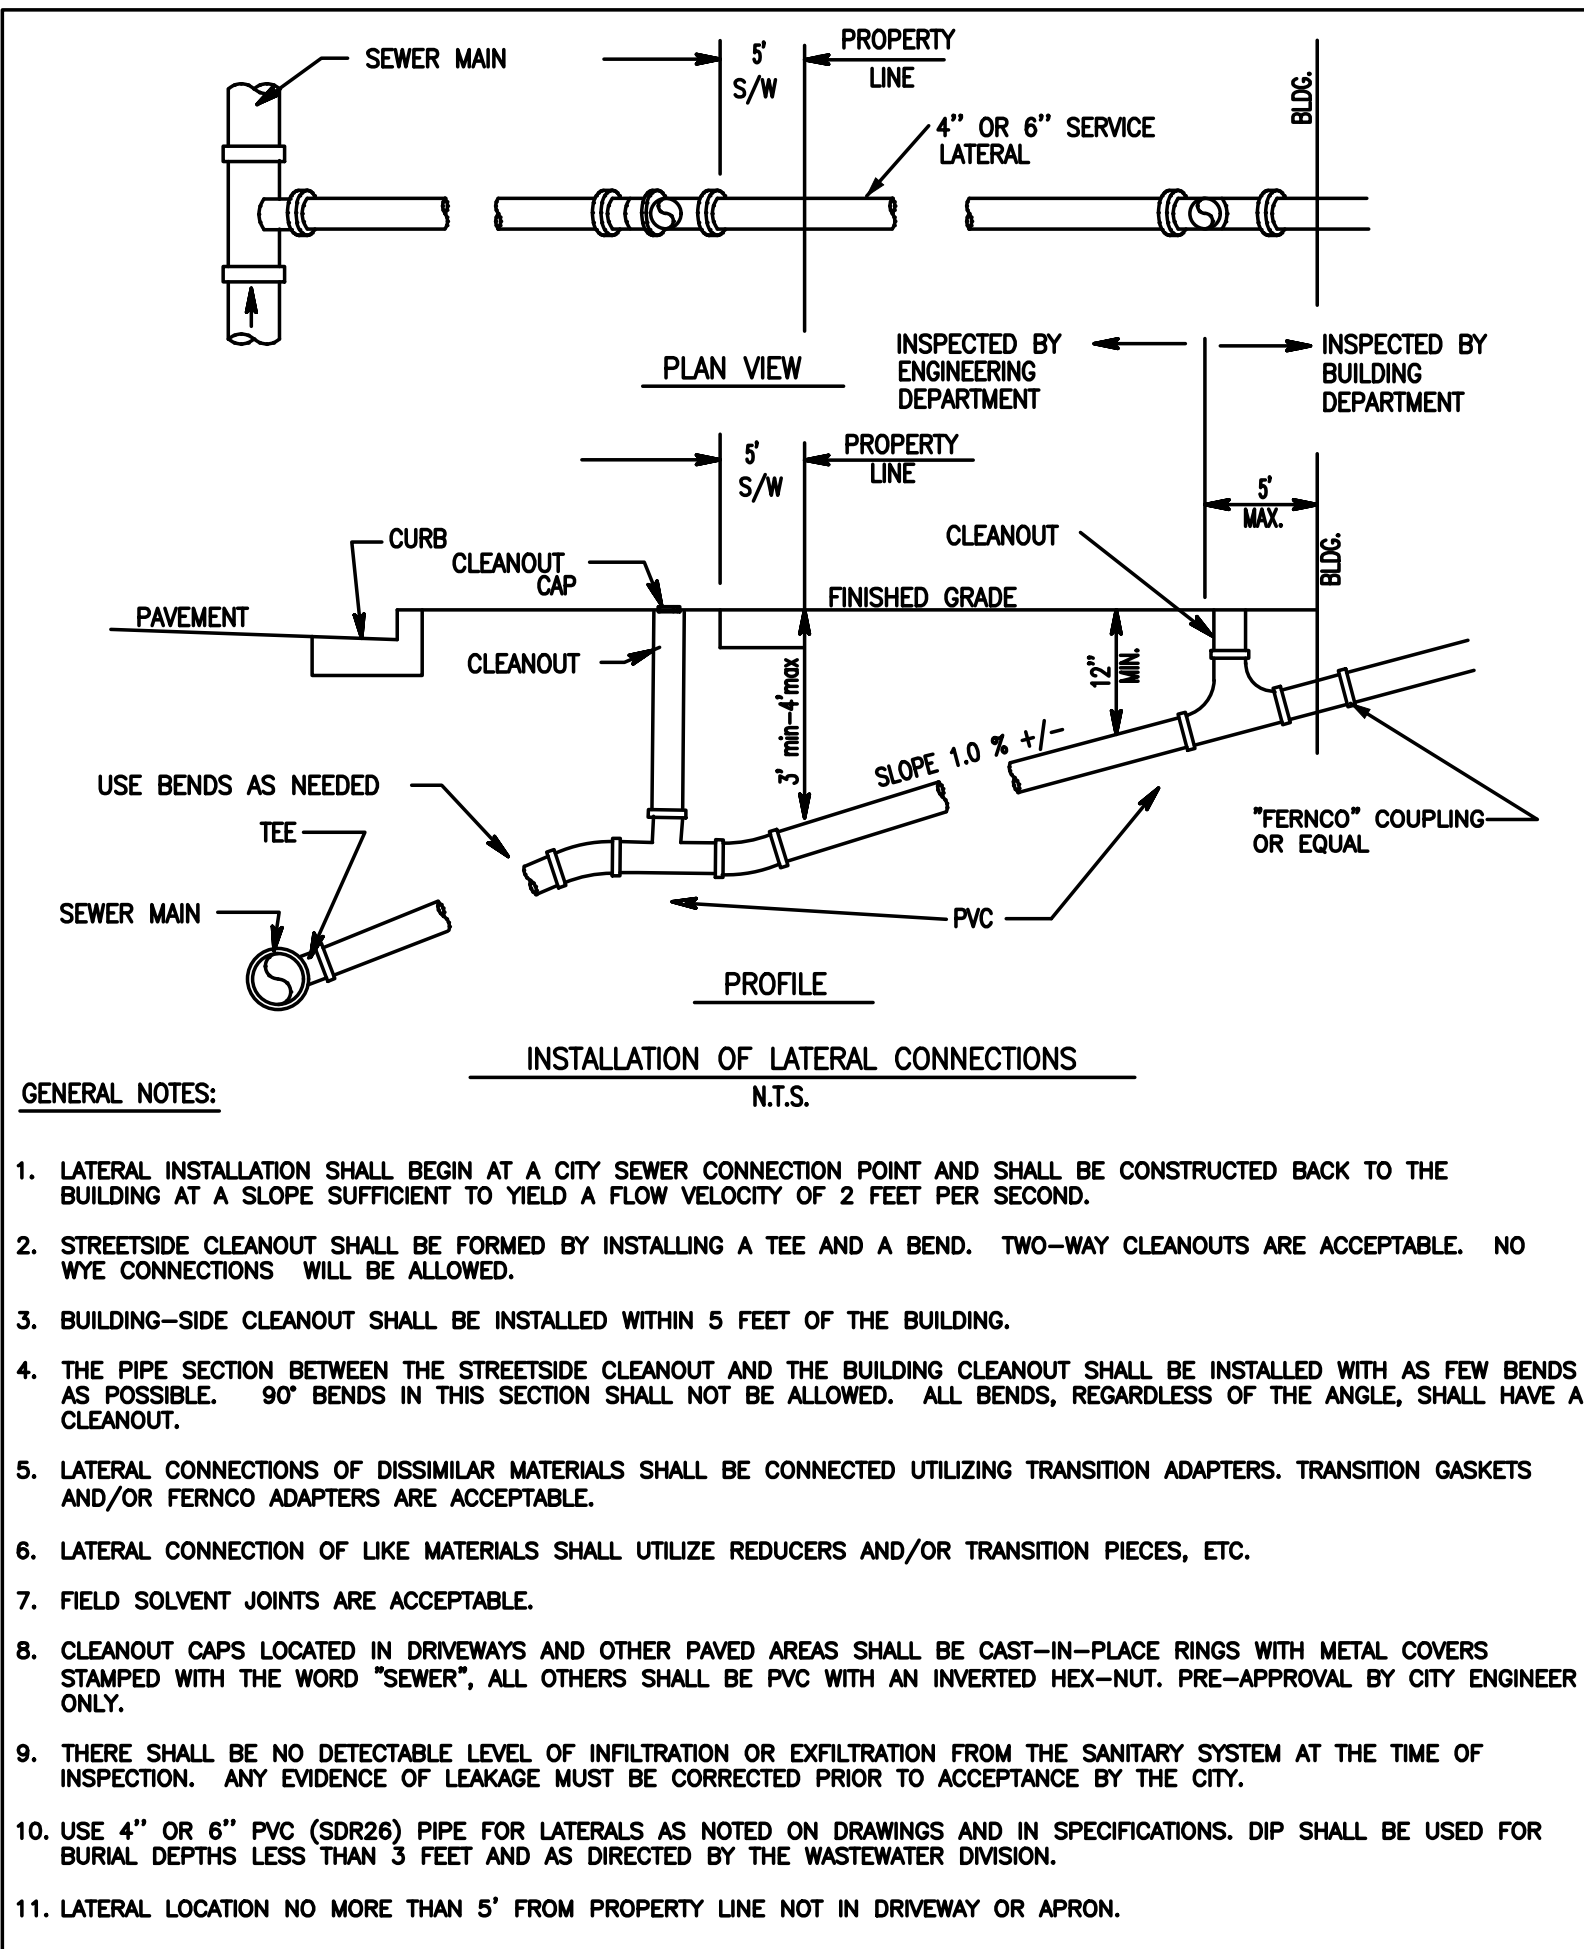 SEWER MAIN
5'
S/W
PROPERTY
LINE
4'' OR 6'' SERVICE
LATERAL
BLDG.
PLAN VIEW
INSPECTED BY
ENGINEERING
DEPARTMENT
INSPECTED BY
BUILDING
DEPARTMENT
5'
S/W
PROPERTY
LINE
5'
MAX.
CURB
CLEANOUT
CAP
CLEANOUT
BLDG.
PAVEMENT
FINISHED GRADE
CLEANOUT
12''
MIN.
3' min-4'max
SLOPE 1.0 % +/-
USE BENDS AS NEEDED
TEE
"FERNCO" COUPLING
OR EQUAL
SEWER MAIN
PVC
PROFILE
INSTALLATION OF LATERAL CONNECTIONS
N.T.S.
GENERAL NOTES:
1. LATERAL INSTALLATION SHALL BEGIN AT A CITY SEWER CONNECTION POINT AND SHALL BE CONSTRUCTED BACK TO THE
BUILDING AT A SLOPE SUFFICIENT TO YIELD A FLOW VELOCITY OF 2 FEET PER SECOND.
2. STREETSIDE CLEANOUT SHALL BE FORMED BY INSTALLING A TEE AND A BEND. TWO-WAY CLEANOUTS ARE ACCEPTABLE. NO
WYE CONNECTIONS WILL BE ALLOWED.
3. BUILDING-SIDE CLEANOUT SHALL BE INSTALLED WITHIN 5 FEET OF THE BUILDING.
4. THE PIPE SECTION BETWEEN THE STREETSIDE CLEANOUT AND THE BUILDING CLEANOUT SHALL BE INSTALLED WITH AS FEW BENDS
AS POSSIBLE. 90° BENDS IN THIS SECTION SHALL NOT BE ALLOWED. ALL BENDS, REGARDLESS OF THE ANGLE, SHALL HAVE A
CLEANOUT.
5. LATERAL CONNECTIONS OF DISSIMILAR MATERIALS SHALL BE CONNECTED UTILIZING TRANSITION ADAPTERS. TRANSITION GASKETS
AND/OR FERNCO ADAPTERS ARE ACCEPTABLE.
6. LATERAL CONNECTION OF LIKE MATERIALS SHALL UTILIZE REDUCERS AND/OR TRANSITION PIECES, ETC.
7. FIELD SOLVENT JOINTS ARE ACCEPTABLE.
8. CLEANOUT CAPS LOCATED IN DRIVEWAYS AND OTHER PAVED AREAS SHALL BE CAST-IN-PLACE RINGS WITH METAL COVERS
STAMPED WITH THE WORD "SEWER", ALL OTHERS SHALL BE PVC WITH AN INVERTED HEX-NUT. PRE-APPROVAL BY CITY ENGINEER
ONLY.
9. THERE SHALL BE NO DETECTABLE LEVEL OF INFILTRATION OR EXFILTRATION FROM THE SANITARY SYSTEM AT THE TIME OF
INSPECTION. ANY EVIDENCE OF LEAKAGE MUST BE CORRECTED PRIOR TO ACCEPTANCE BY THE CITY.
10. USE 4'' OR 6'' PVC (SDR26) PIPE FOR LATERALS AS NOTED ON DRAWINGS AND IN SPECIFICATIONS. DIP SHALL BE USED FOR
BURIAL DEPTHS LESS THAN 3 FEET AND AS DIRECTED BY THE WASTEWATER DIVISION.
11. LATERAL LOCATION NO MORE THAN 5' FROM PROPERTY LINE NOT IN DRIVEWAY OR APRON.